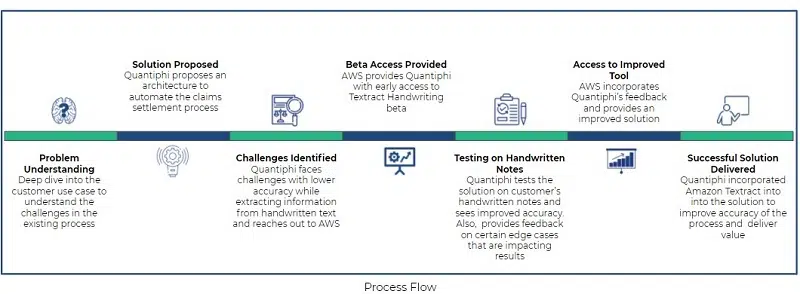 Problem
Understanding
Deep dive into the
customer use case to
understand the
challenges in the
existing process
Solution Proposed
Quantiphi proposes an
architecture to
automate the claims
settlement process
Challenges Identified
Quantiphi faces
challenges with lower
accuracy while
extracting information
from handwritten text
and reaches out to AWS
Beta Access Provided
AWS provides Quantiphi
with early access to
Textract Handwriting
beta
Testing on Handwritten
Notes
Quantiphi tests the
solution on customer's
handwritten notes and
sees improved accuracy.
Also, provides feedback
on certain edge cases
that are impacting
results
Access to Improved
Tool
AWS incorporates
Quantiphi's feedback
and provides an
improved solution
Successful Solution
Delivered
Quantiphi incorporated
Amazon Textract into
into the solution to
improve accuracy of the
process and deliver
value
Process Flow